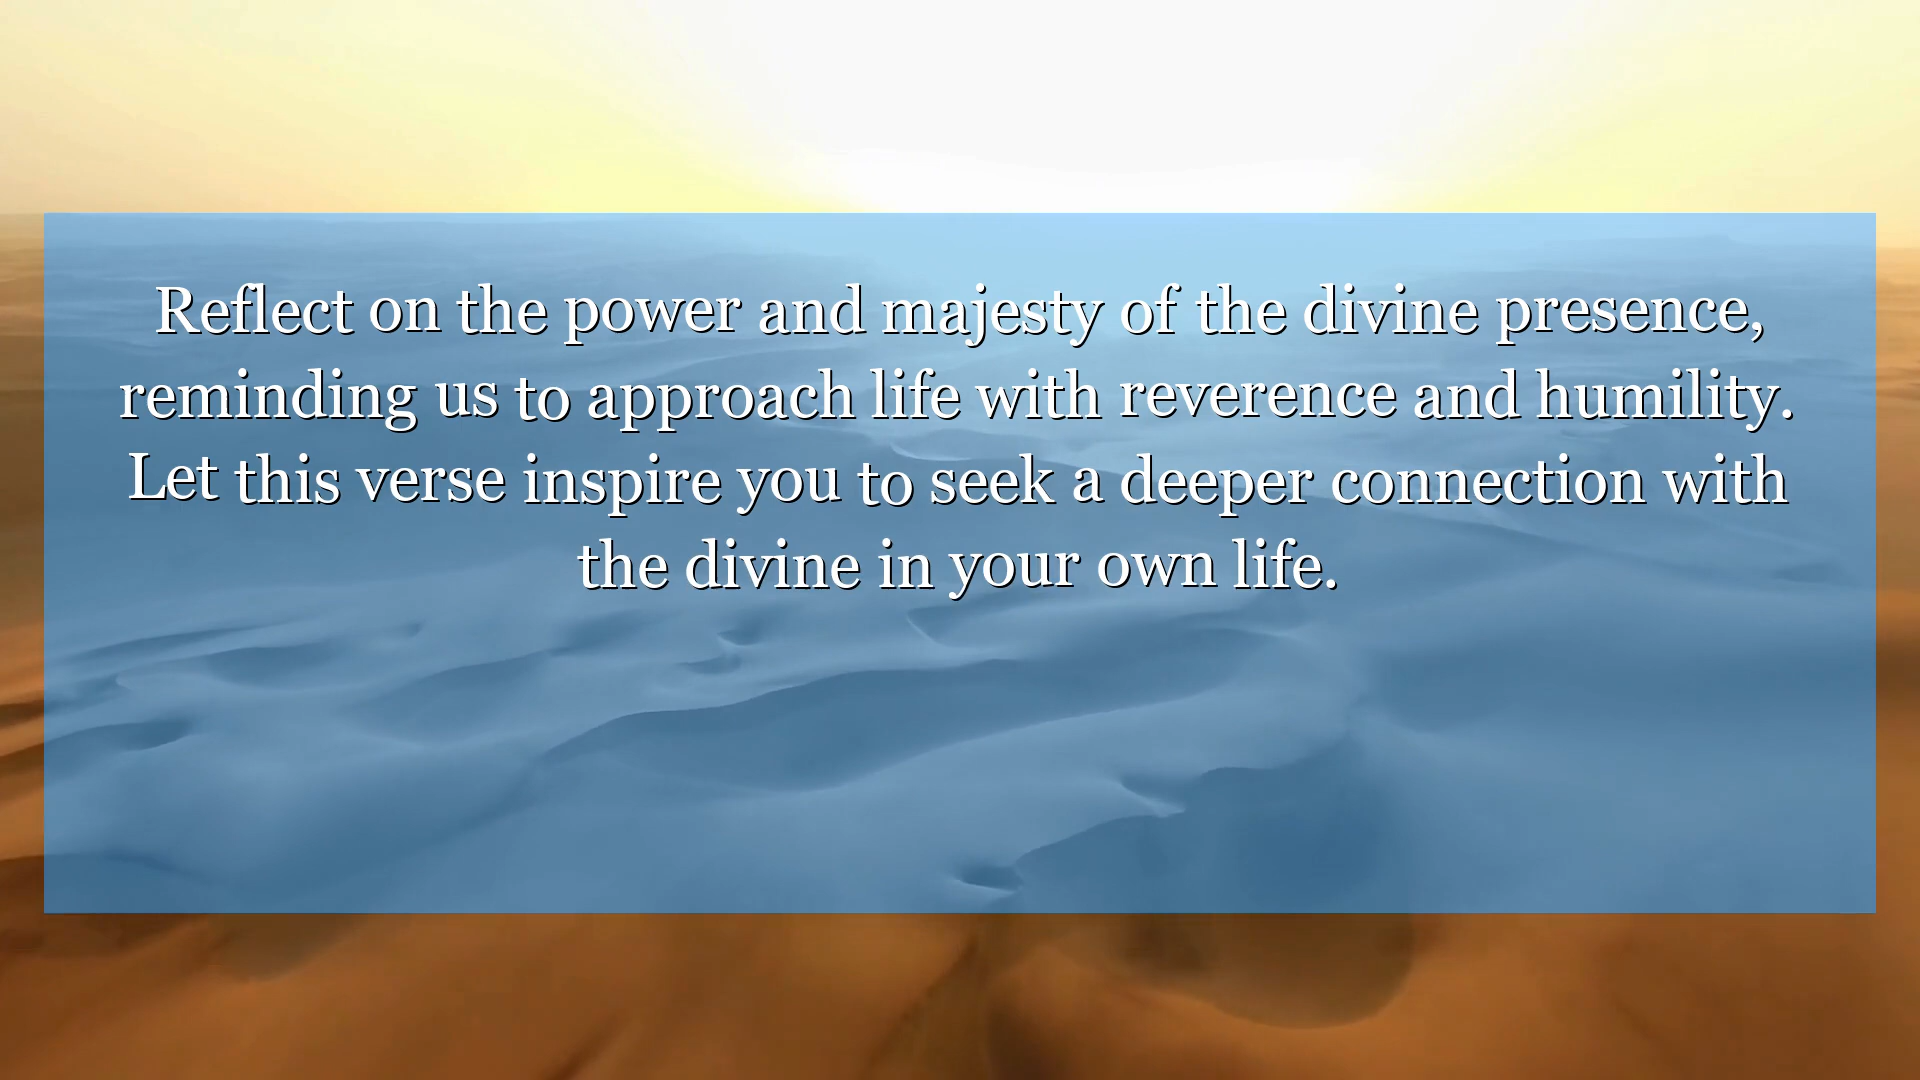 Reflect on the power and majesty of the divine presence,
reminding us to approach life with reverence and humility.
Let this verse inspire you to seek a deeper connection with
the divine in your own life.